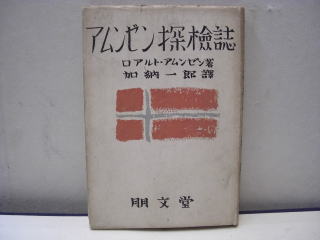 アムンゼン探檢誌
ロアルト・アムンゼン著
加納一郎譯
朋文堂